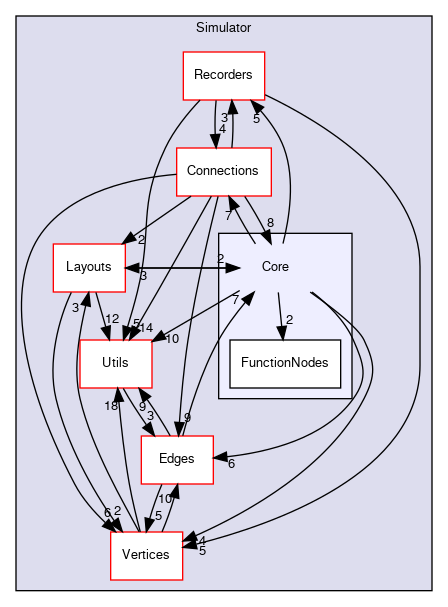 Simulator
Recorders
3
4
5
Connections
2
7
8
Layouts
3
2
Core
12
5
14
10
7
2
3
Utils
FunctionNodes
18
9
3
9
Edges
6
6
2
10
5
4
5
Vertices